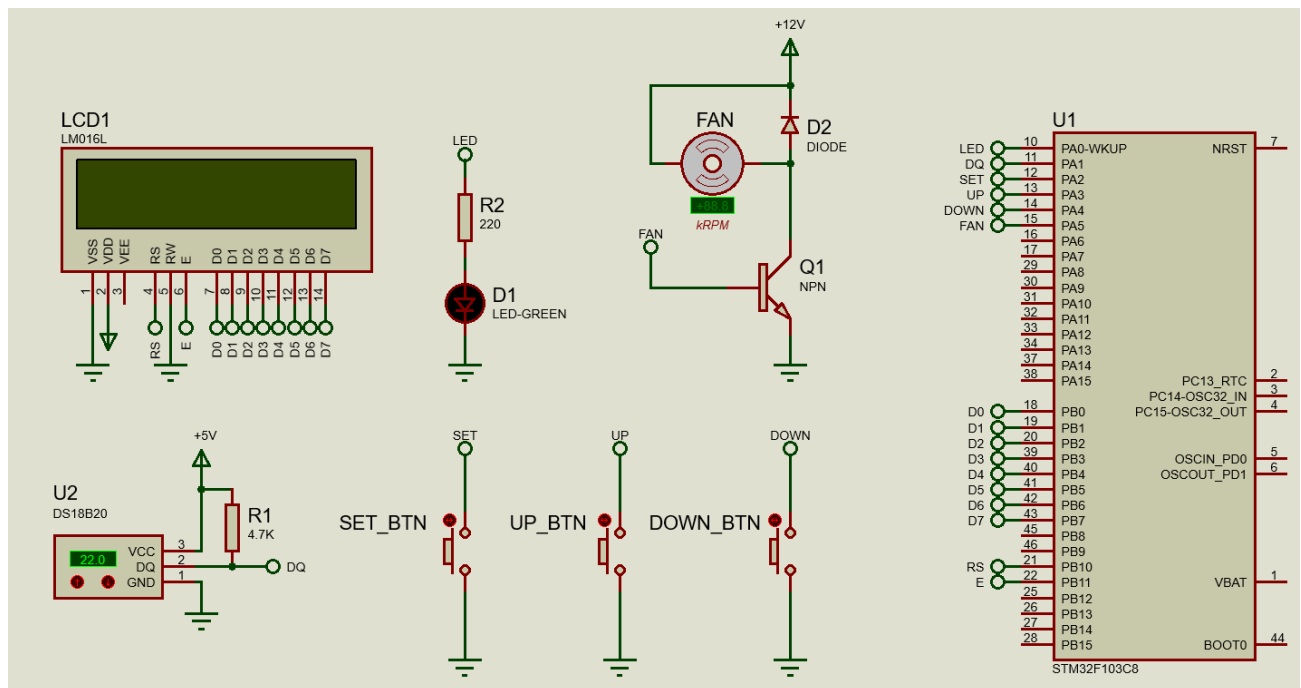 LCD1
LM016L
VSS
VDD
VEE
RS
RW
E
D0
D1
D2
D3
D4
D5
D6
D7
1
2
3
4
5
6
7
8
9
10
11
12
13
14
RS
E
D0
D1
D2
D3
D4
D5
D6
D7
LED
R2
220
D1
LED-GREEN
+12V
FAN
+88.8
kRPM
D2
DIODE
FAN
Q1
NPN
+5V
U2
DS18B20
22.0
VCC 3
DQ 2
GND 1
R1
4.7K
DQ
SET
SET_BTN
UP
UP_BTN
DOWN
DOWN_BTN
U1
LED 10 PA0-WKUP
DQ 11 PA1
SET 12 PA2
UP 13 PA3
DOWN 14 PA4
FAN 15 PA5
16 PA6
17 PA7
29 PA8
30 PA9
31 PA10
32 PA11
33 PA12
34 PA13
37 PA14
38 PA15
D0 18 PB0
D1 19 PB1
D2 20 PB2
D3 39 PB3
D4 40 PB4
D5 41 PB5
D6 42 PB6
D7 43 PB7
45 PB8
46 PB9
RS 21 PB10
E 22 PB11
25 PB12
26 PB13
27 PB14
28 PB15
NRST 7
PC13_RTC 2
PC14-OSC32_IN 3
PC15-OSC32_OUT 4
OSCIN_PD0 5
OSCOUT_PD1 6
VBAT 1
BOOT0 44
STM32F103C8